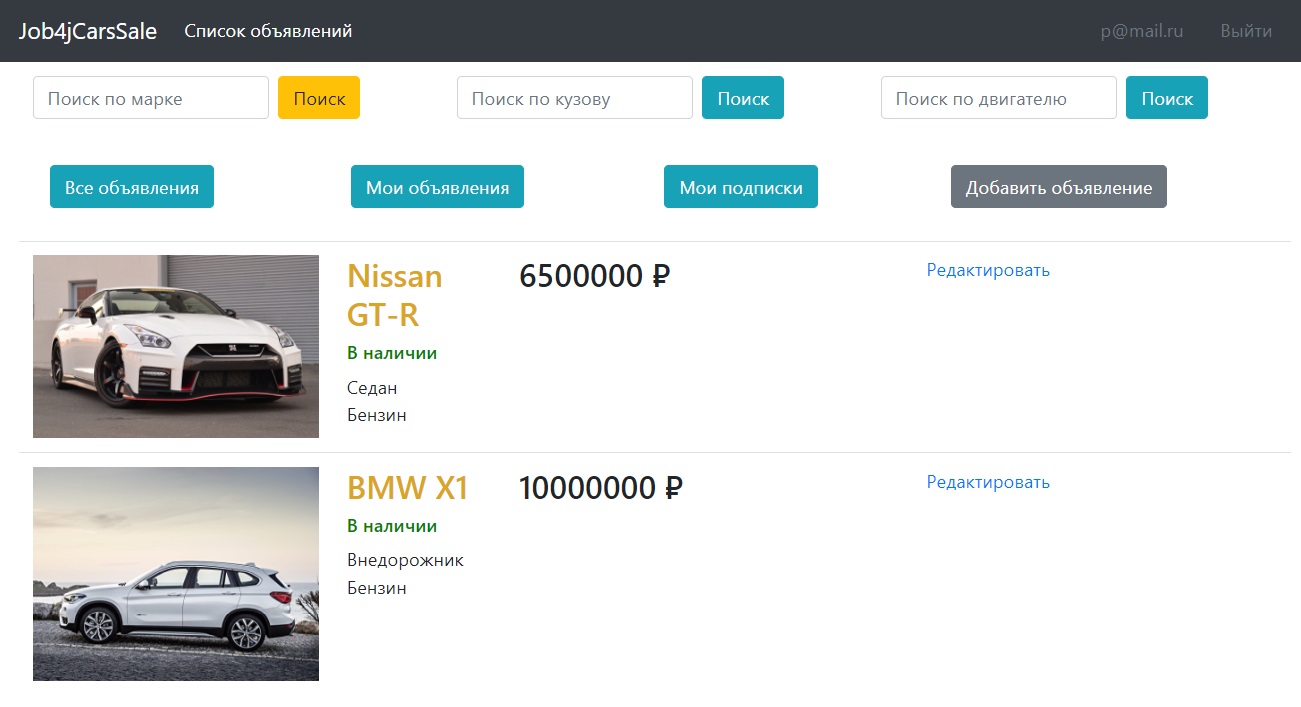 Job4jCarsSale Список объявлений p@mail.ru Выйти
Поиск по марке Поиск Поиск по кузову Поиск Поиск по двигателю Поиск
Все объявления Мои объявления Мои подписки Добавить объявление
Nissan 6500000 ₽ Редактировать
GT-R
В наличии
Седан
Бензин
BMW X1 10000000 ₽ Редактировать
В наличии
Внедорожник
Бензин